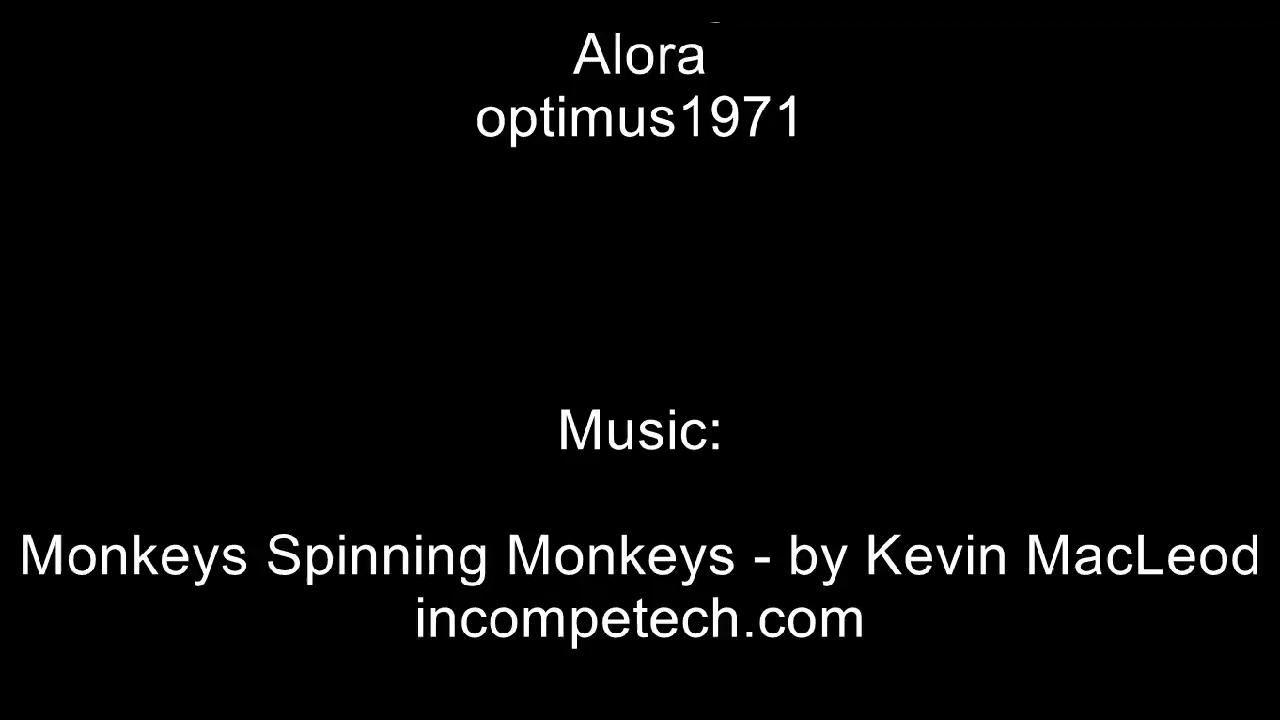 Alora
optimus1971
Music:
Monkeys Spinning Monkeys - by Kevin MacLeod
incompetech.com